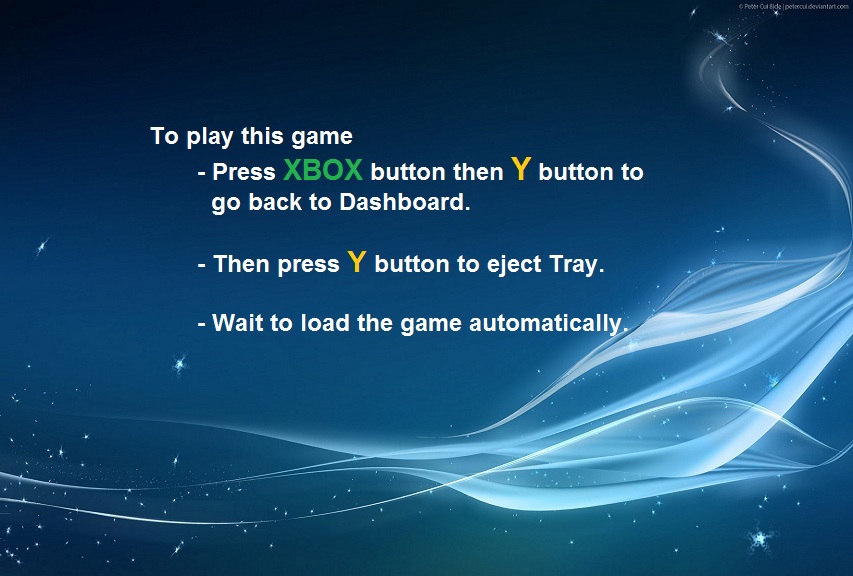 © Peter Cui Bide | petercui.deviantart.com
To play this game
- Press XBOX button then Y button to
go back to Dashboard.
- Then press Y button to eject Tray.
- Wait to load the game automatically.